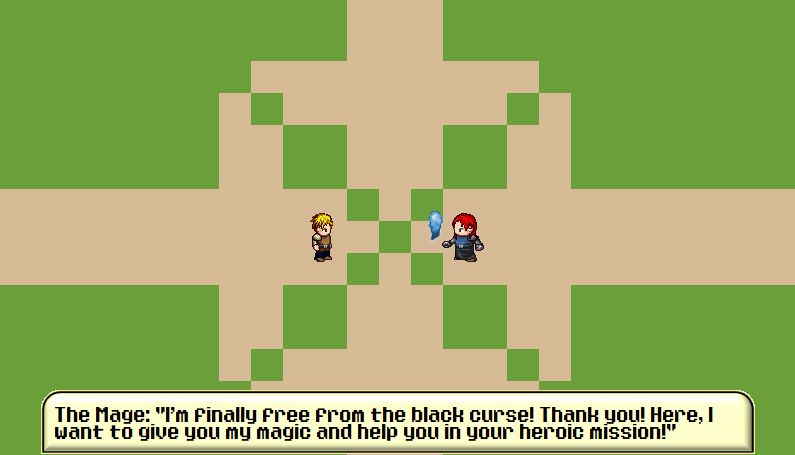 The Mage: "I'm finally free from the black curse! Thank you! Here, I
want to give you my magic and help you in your heroic mission!"